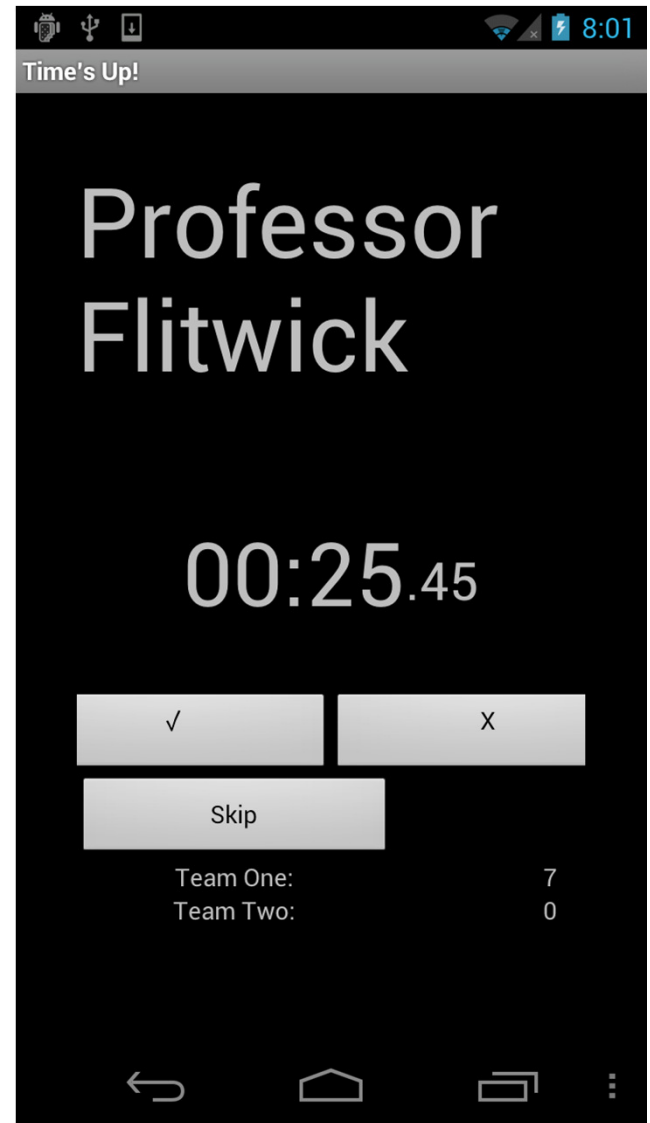 8:01
Time's Up!
Professor
Flitwick
00:25.45
√ X
Skip
Team One: 7
Team Two: 0